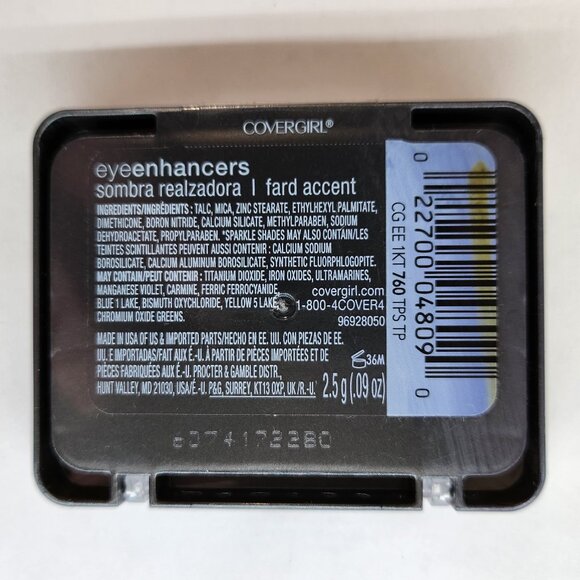 COVERGIRL®
eyeenhancers
sombra realzadora | fard accent
INGREDIENTS/INGRÉDIENTS: TALC, MICA, ZINC STEARATE, ETHYLHEXYL PALMITATE,
DIMETHICONE, BORON NITRIDE, CALCIUM SILICATE, METHYLPARABEN, SODIUM
DEHYDROACETATE, PROPYLPARABEN. *SPARKLE SHADES MAY ALSO CONTAIN/LES
TEINTES SCINTILLANTES PEUVENT AUSSI CONTENIR : CALCIUM SODIUM
BOROSILICATE, CALCIUM ALUMINUM BOROSILICATE, SYNTHETIC FLUORPHLOGOPITE.
MAY CONTAIN/PEUT CONTENIR : TITANIUM DIOXIDE, IRON OXIDES, ULTRAMARINES,
MANGANESE VIOLET, CARMINE, FERRIC FERROCYANIDE,
BLUE 1 LAKE, BISMUTH OXYCHLORIDE, YELLOW 5 LAKE,
CHROMIUM OXIDE GREENS.
covergirl.com
1-800-4COVER4
96928050
MADE IN USA OF US & IMPORTED PARTS/HECHO EN EE. UU. CON PIEZAS DE EE.
UU. E IMPORTADAS/FAIT AUX É.-U. À PARTIR DE PIÈCES IMPORTÉES ET DE
PIÈCES FABRIQUÉES AUX É.-U. PROCTER & GAMBLE DISTR.,
HUNT VALLEY, MD 21030, USA/É.-U. P&G, SURREY, KT13 0XP, UK/R.-U.
36M
2.5 g (.09 oz)
CG EE 1KT 760 TPS TP
0 22700 04809 0
6074172280